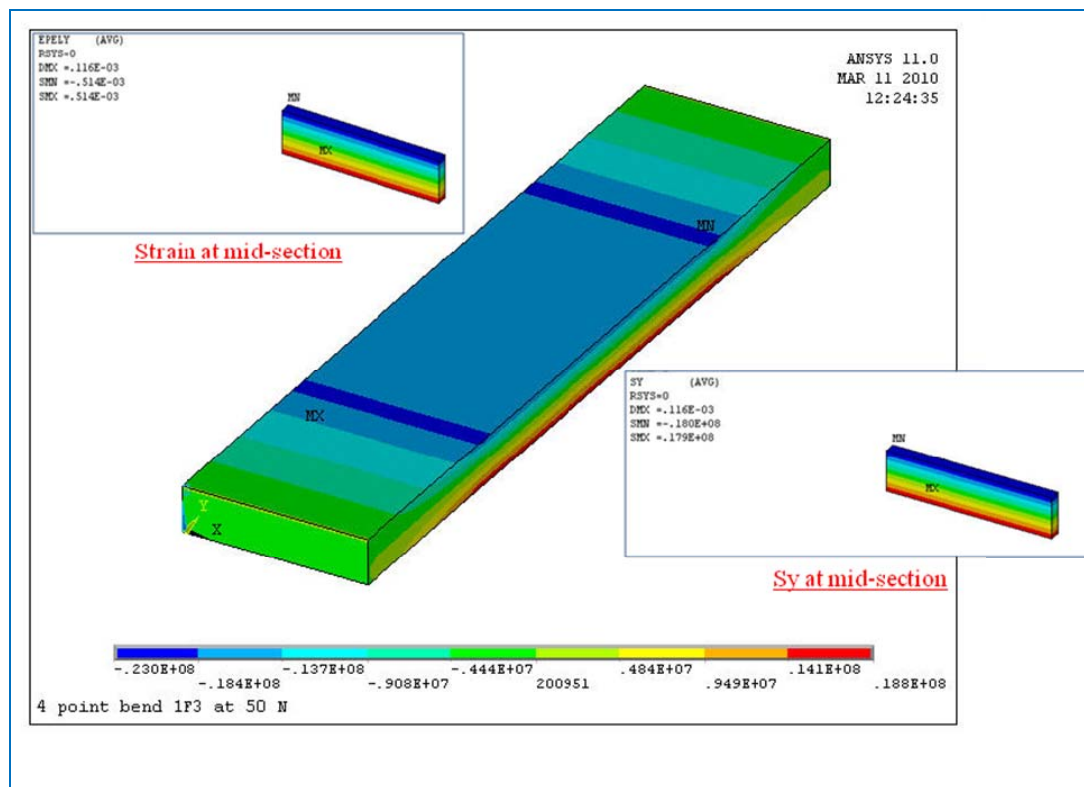 EPELY (AVG)
RSYS=0
DMX =.116E-03
SMN =-.514E-03
SMX =.514E-03
MN
MX
Strain at mid-section
ANSYS 11.0
MAR 11 2010
12:24:35
MN
MX
Y
X
SY (AVG)
RSYS=0
DMX =.116E-03
SMN =-.180E+08
SMX =.179E+08
MN
MX
Sy at mid-section
-.230E+08 -.137E+08 -.444E+07 .484E+07 .141E+08
-.184E+08 -.908E+07 200951 .949E+07 .188E+08
4 point bend 1F3 at 50 N